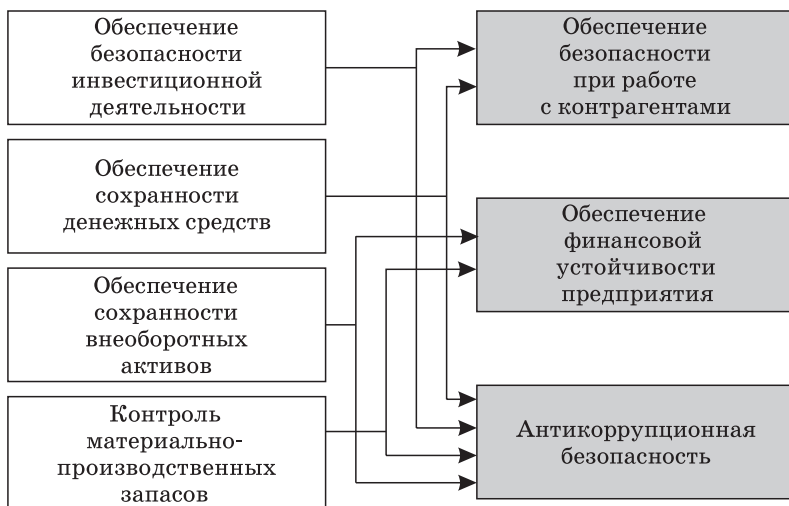 Обеспечение
безопасности
инвестиционной
деятельности
Обеспечение
сохранности
денежных средств
Обеспечение
сохранности
внеоборотных
активов
Контроль
материально-
производственных
запасов
Обеспечение
безопасности
при работе
с контрагентами
Обеспечение
финансовой
устойчивости
предприятия
Антикоррупционная
безопасность